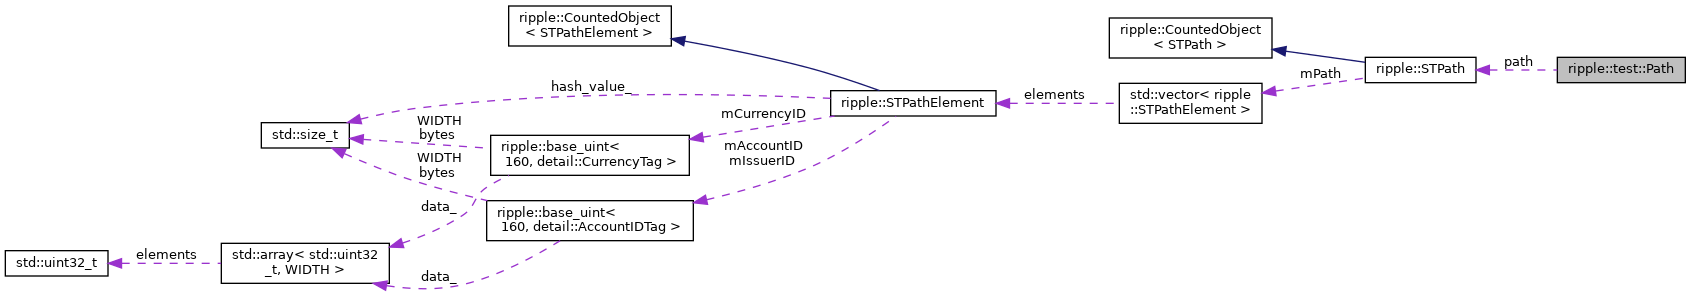 ripple::CountedObject
< STPathElement >
ripple::CountedObject
< STPath >
path
ripple::STPath
ripple::test::Path
mPath
hash_value_
elements
std::vector< ripple
::STPathElement >
ripple::STPathElement
mCurrencyID
WIDTH
bytes
std::size_t
ripple::base_uint<
160, detail::CurrencyTag >
mAccountID
mIssuerID
WIDTH
bytes
data_
ripple::base_uint<
160, detail::AccountIDTag >
elements
std::uint32_t
std::array< std::uint32
_t, WIDTH >
data_